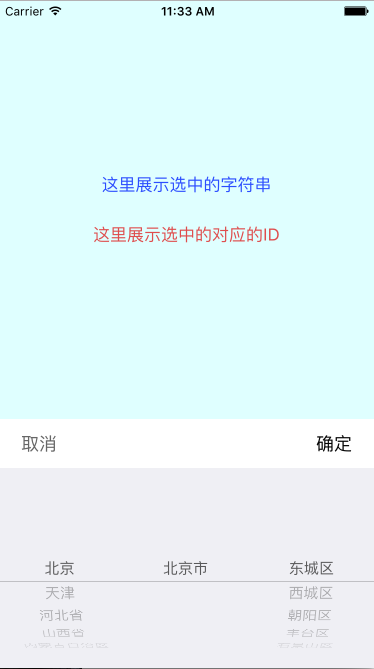 Carrier 11:33 AM
这里展示选中的字符串
这里展示选中的对应的ID
取消 确定
北京 北京市 东城区
天津 西城区
河北省 朝阳区
山西省 丰台区